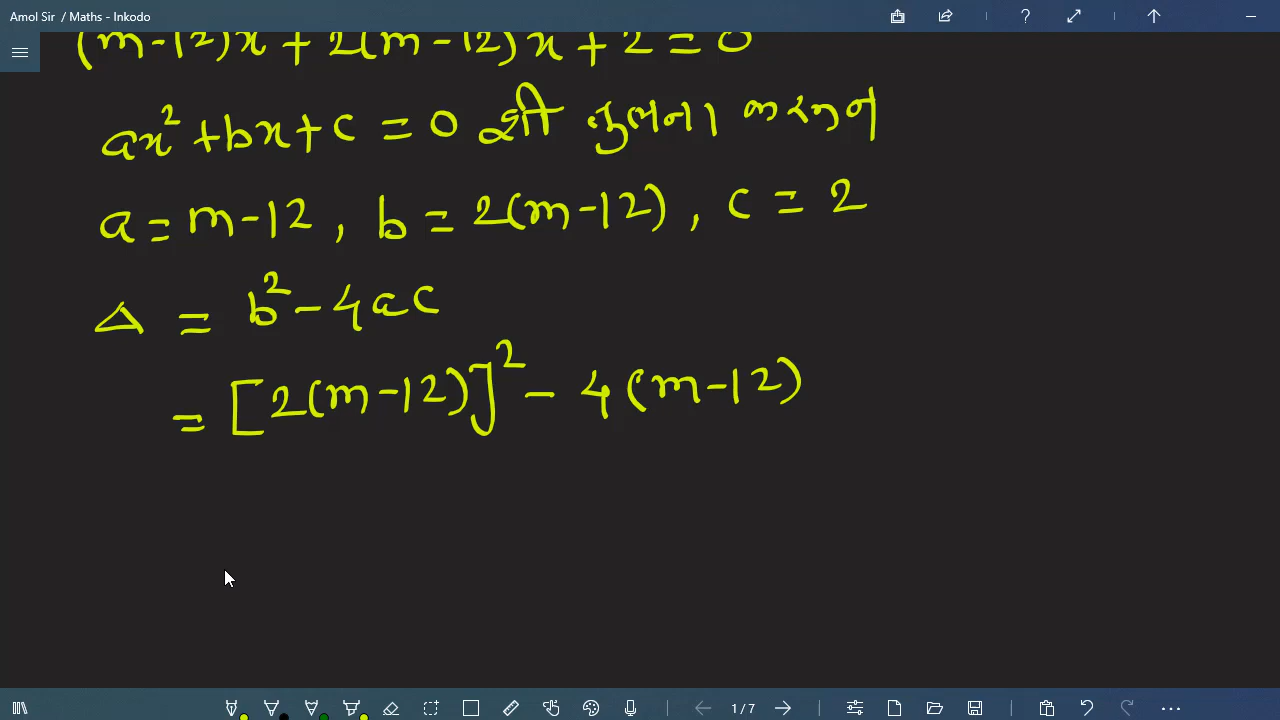 Amol Sir / Maths - Inkodo
(m-12)x + 2(m-12)x + 2 = 0
ax² + bx + c = 0 शी तुलना करून
a = m-12, b = 2(m-12), c = 2
Δ = b² - 4ac
= [2(m-12)]² - 4(m-12)
1 / 7